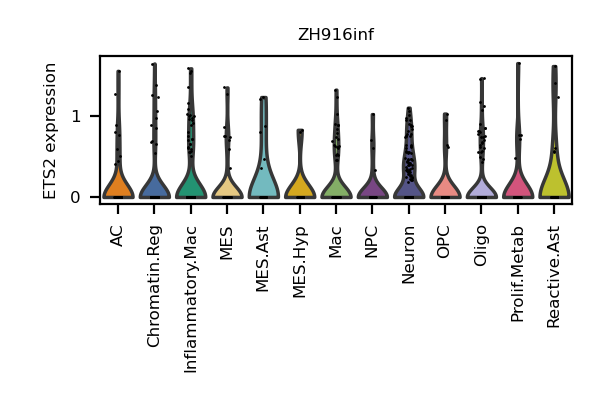 ZH916inf
ETS2 expression
1
0
AC
Chromatin.Reg
Inflammatory.Mac
MES
MES.Ast
MES.Hyp
Mac
NPC
Neuron
OPC
Oligo
Prolif.Metab
Reactive.Ast